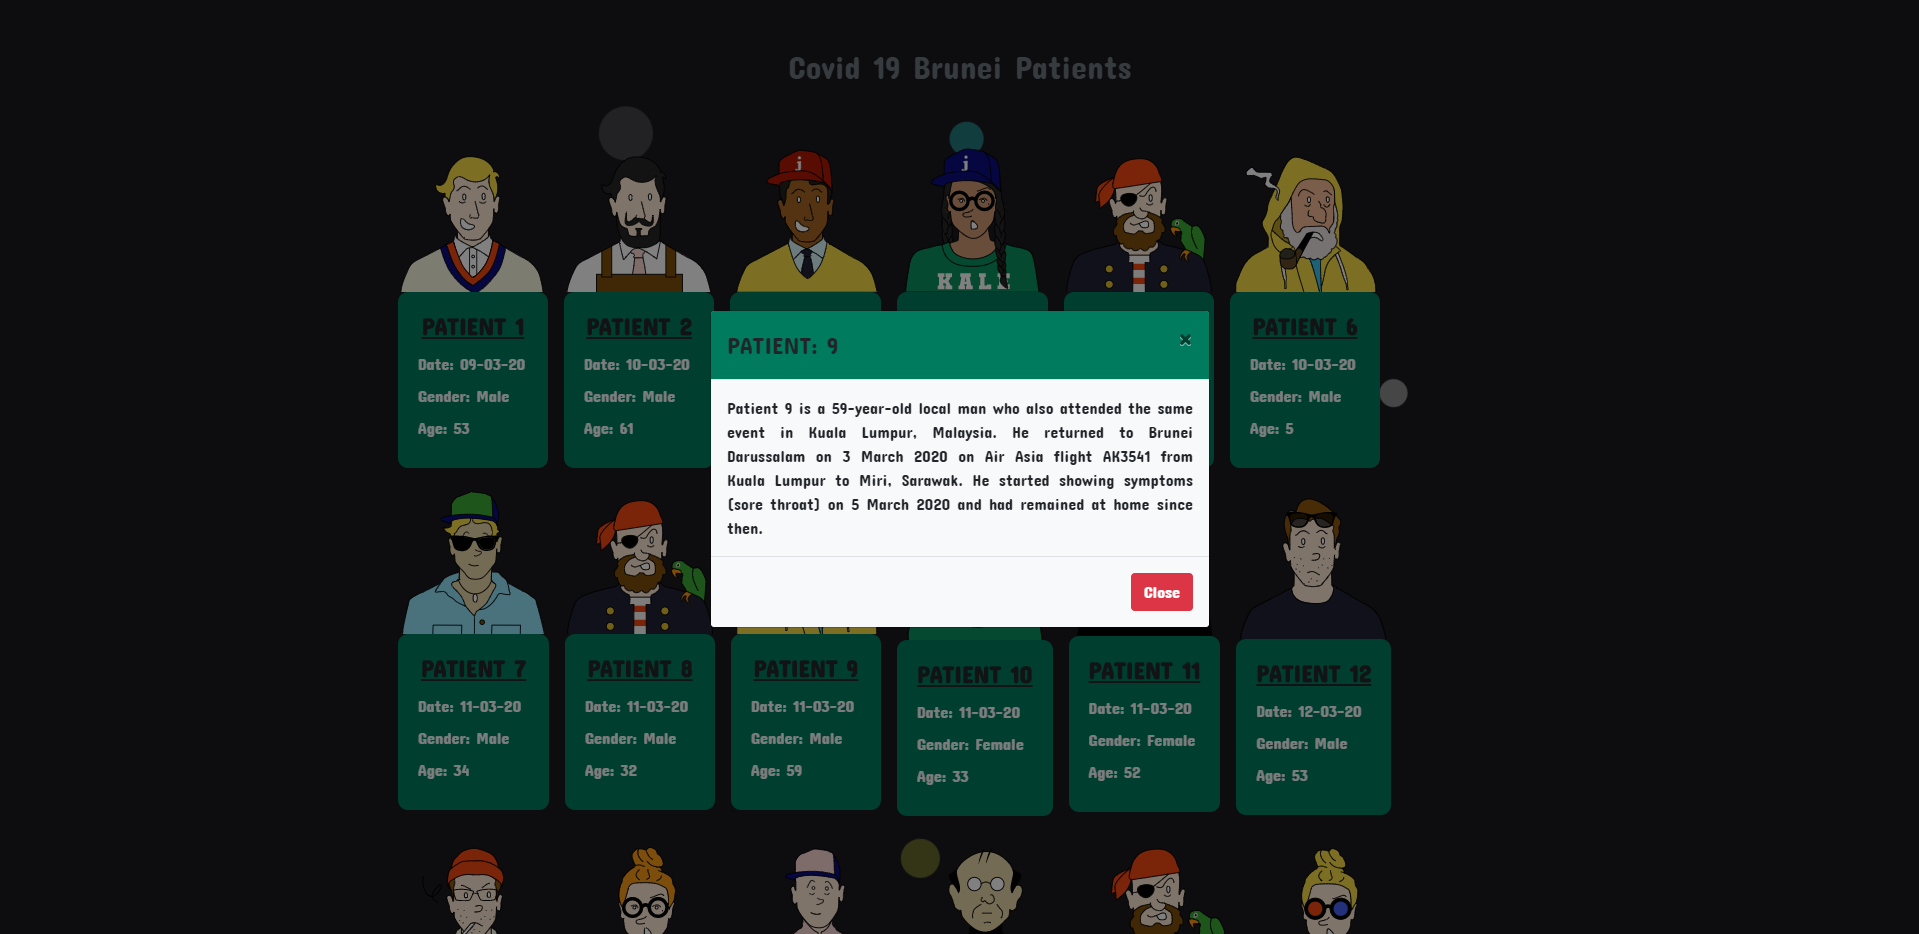 Covid 19 Brunei Patients
j
j
KALE
PATIENT 1
Date: 09-03-20
Gender: Male
Age: 53
PATIENT 2
Date: 10-03-20
Gender: Male
Age: 61
PATIENT 6
Date: 10-03-20
Gender: Male
Age: 5
PATIENT: 9
×
Patient 9 is a 59-year-old local man who also attended the same
event in Kuala Lumpur, Malaysia. He returned to Brunei
Darussalam on 3 March 2020 on Air Asia flight AK3541 from
Kuala Lumpur to Miri, Sarawak. He started showing symptoms
(sore throat) on 5 March 2020 and had remained at home since
then.
Close
PATIENT 7
Date: 11-03-20
Gender: Male
Age: 34
PATIENT 8
Date: 11-03-20
Gender: Male
Age: 32
PATIENT 9
Date: 11-03-20
Gender: Male
Age: 59
PATIENT 10
Date: 11-03-20
Gender: Female
Age: 33
PATIENT 11
Date: 11-03-20
Gender: Female
Age: 52
PATIENT 12
Date: 12-03-20
Gender: Male
Age: 53